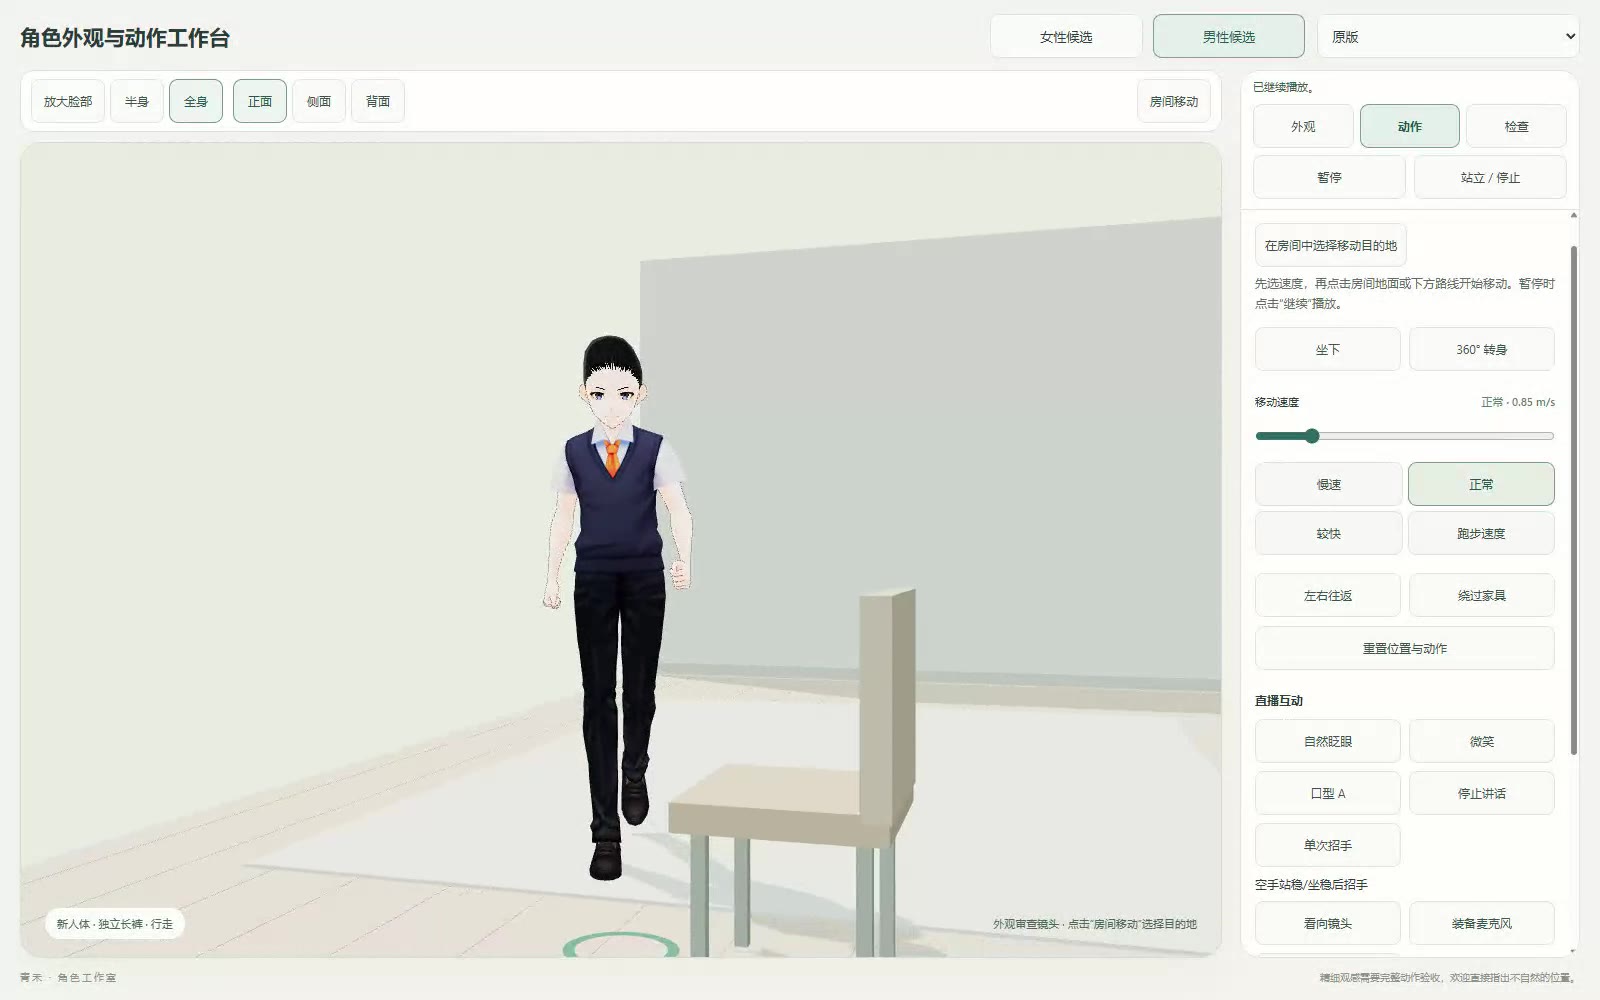 角色外观与动作工作台
女性候选
男性候选
原版
放大脸部
半身
全身
正面
侧面
背面
房间移动
已继续播放。
外观
动作
检查
暂停
站立 / 停止
在房间中选择移动目的地
先选速度，再点击房间地面或下方路线开始移动。暂停时
点击“继续”播放。
坐下
360° 转身
移动速度
正常 · 0.85 m/s
慢速
正常
较快
跑步速度
左右往返
绕过家具
重置位置与动作
直播互动
自然眨眼
微笑
口型 A
停止讲话
单次招手
空手站稳/坐稳后招手
看向镜头
装备麦克风
新人体 · 独立长裤 · 行走
外观审查镜头 · 点击“房间移动”选择目的地
青禾 · 角色工作室
精细观感需要完整动作验收，欢迎直接指出不自然的位置。